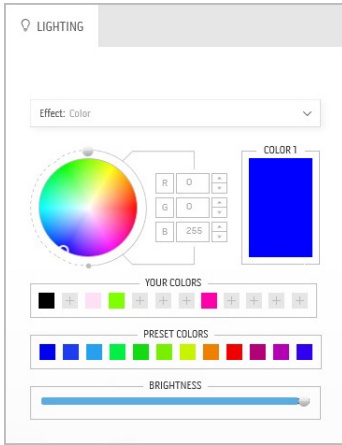 LIGHTING
Effect: Color
COLOR 1
R 0
G 0
B 255
YOUR COLORS
PRESET COLORS
BRIGHTNESS